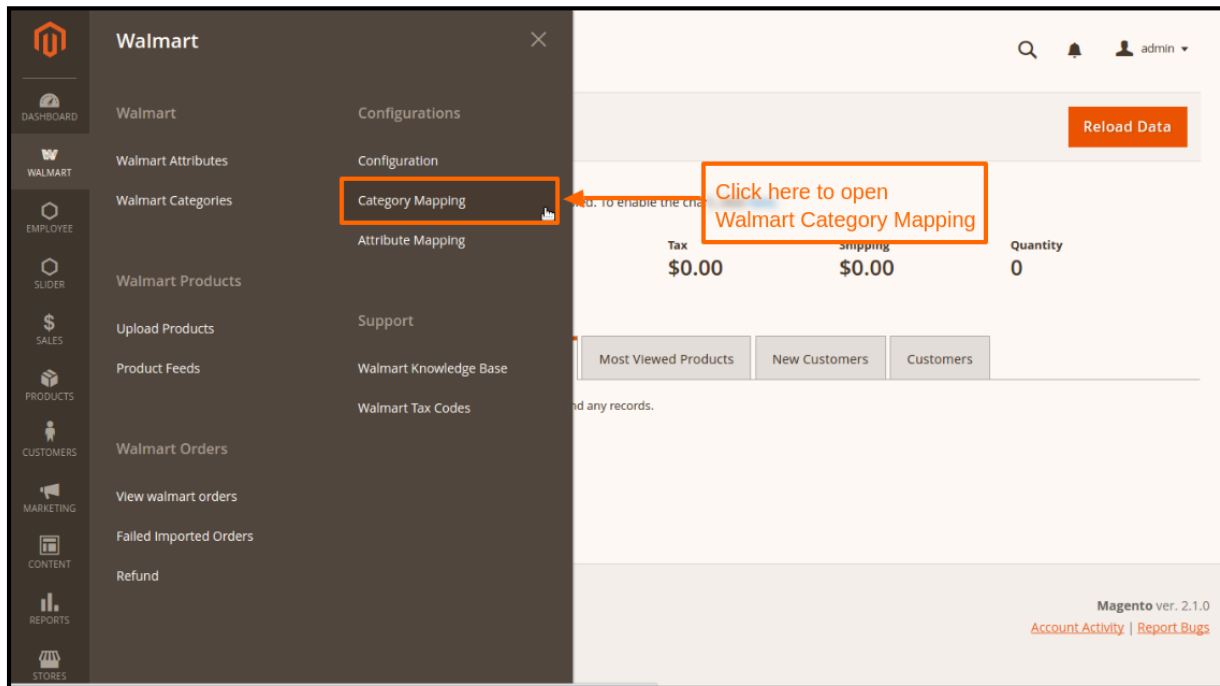 DASHBOARD
WALMART
EMPLOYEE
SLIDER
$
SALES
PRODUCTS
CUSTOMERS
MARKETING
CONTENT
REPORTS
STORES
Walmart
Walmart
Walmart Attributes
Walmart Categories
Walmart Products
Upload Products
Product Feeds
Walmart Orders
View walmart orders
Failed Imported Orders
Refund
Configurations
Configuration
Category Mapping
Attribute Mapping
Support
Walmart Knowledge Base
Walmart Tax Codes
admin
Reload Data
To enable the
Click here to open
Walmart Category Mapping
Tax Shipping Quantity
$0.00 $0.00 0
Most Viewed Products New Customers Customers
any records.
Magento ver. 2.1.0
Account Activity | Report Bugs